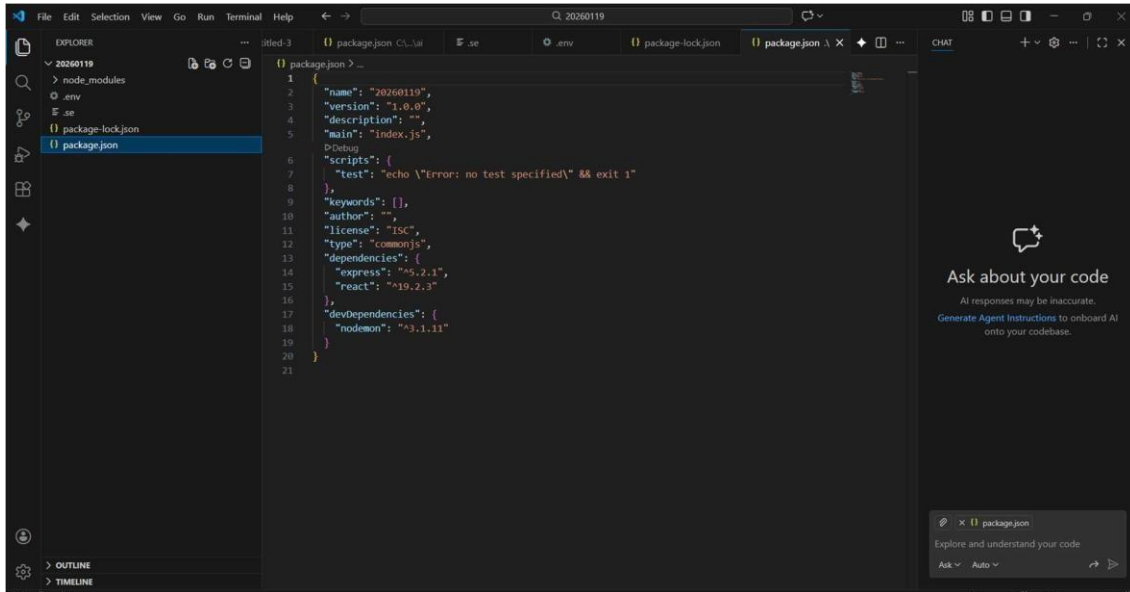 File Edit Selection View Go Run Terminal Help
20260119
EXPLORER
20260119
node_modules
.env
.se
package-lock.json
package.json
OUTLINE
TIMELINE
itled-3
{} package.json C:\...\ai
.se
.env
{} package-lock.json
{} package.json .\
{} package.json > ...
1 {
2 "name": "20260119",
3 "version": "1.0.0",
4 "description": "",
5 "main": "index.js",
Debug
6 "scripts": {
7 "test": "echo \"Error: no test specified\" && exit 1"
8 },
9 "keywords": [],
10 "author": "",
11 "license": "ISC",
12 "type": "commonjs",
13 "dependencies": {
14 "express": "^5.2.1",
15 "react": "^19.2.3"
16 },
17 "devDependencies": {
18 "nodemon": "^3.1.11"
19 }
20 }
21
CHAT
Ask about your code
AI responses may be inaccurate.
Generate Agent Instructions to onboard AI
onto your codebase.
{} package.json
Explore and understand your code
Ask Auto